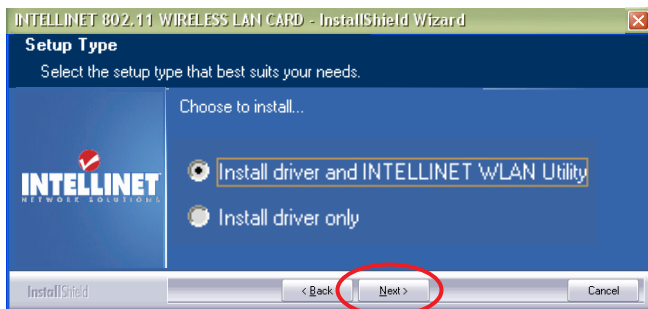 INTELLINET 802.11 WIRELESS LAN CARD - InstallShield Wizard
Setup Type
Select the setup type that best suits your needs.
Choose to install...
INTELLINET
NETWORK SOLUTIONS
Install driver and INTELLINET WLAN Utility
Install driver only
InstallShield
< Back
Next >
Cancel